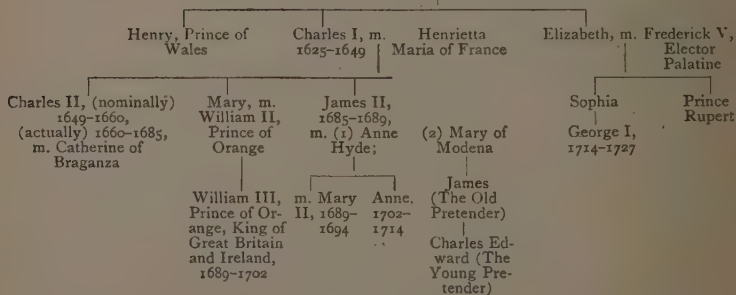 Henry, Prince of
Wales
Charles I, m.
1625-1649
Henrietta
Maria of France
Elizabeth, m. Frederick V,
Elector
Palatine
Charles II, (nominally)
1649-1660,
(actually) 1660-1685,
m. Catherine of
Braganza
Mary, m.
William II,
Prince of
Orange
James II,
1685-1689,
m. (1) Anne
Hyde;
(2) Mary of
Modena
Sophia
George I,
1714-1727
Prince
Rupert
William III,
Prince of Or-
ange, King of
Great Britain
and Ireland,
1689-1702
m. Mary
II, 1689-
1694
Anne.
1702-
1714
James
(The Old
Pretender)
Charles Ed-
ward (The
Young Pre-
tender)